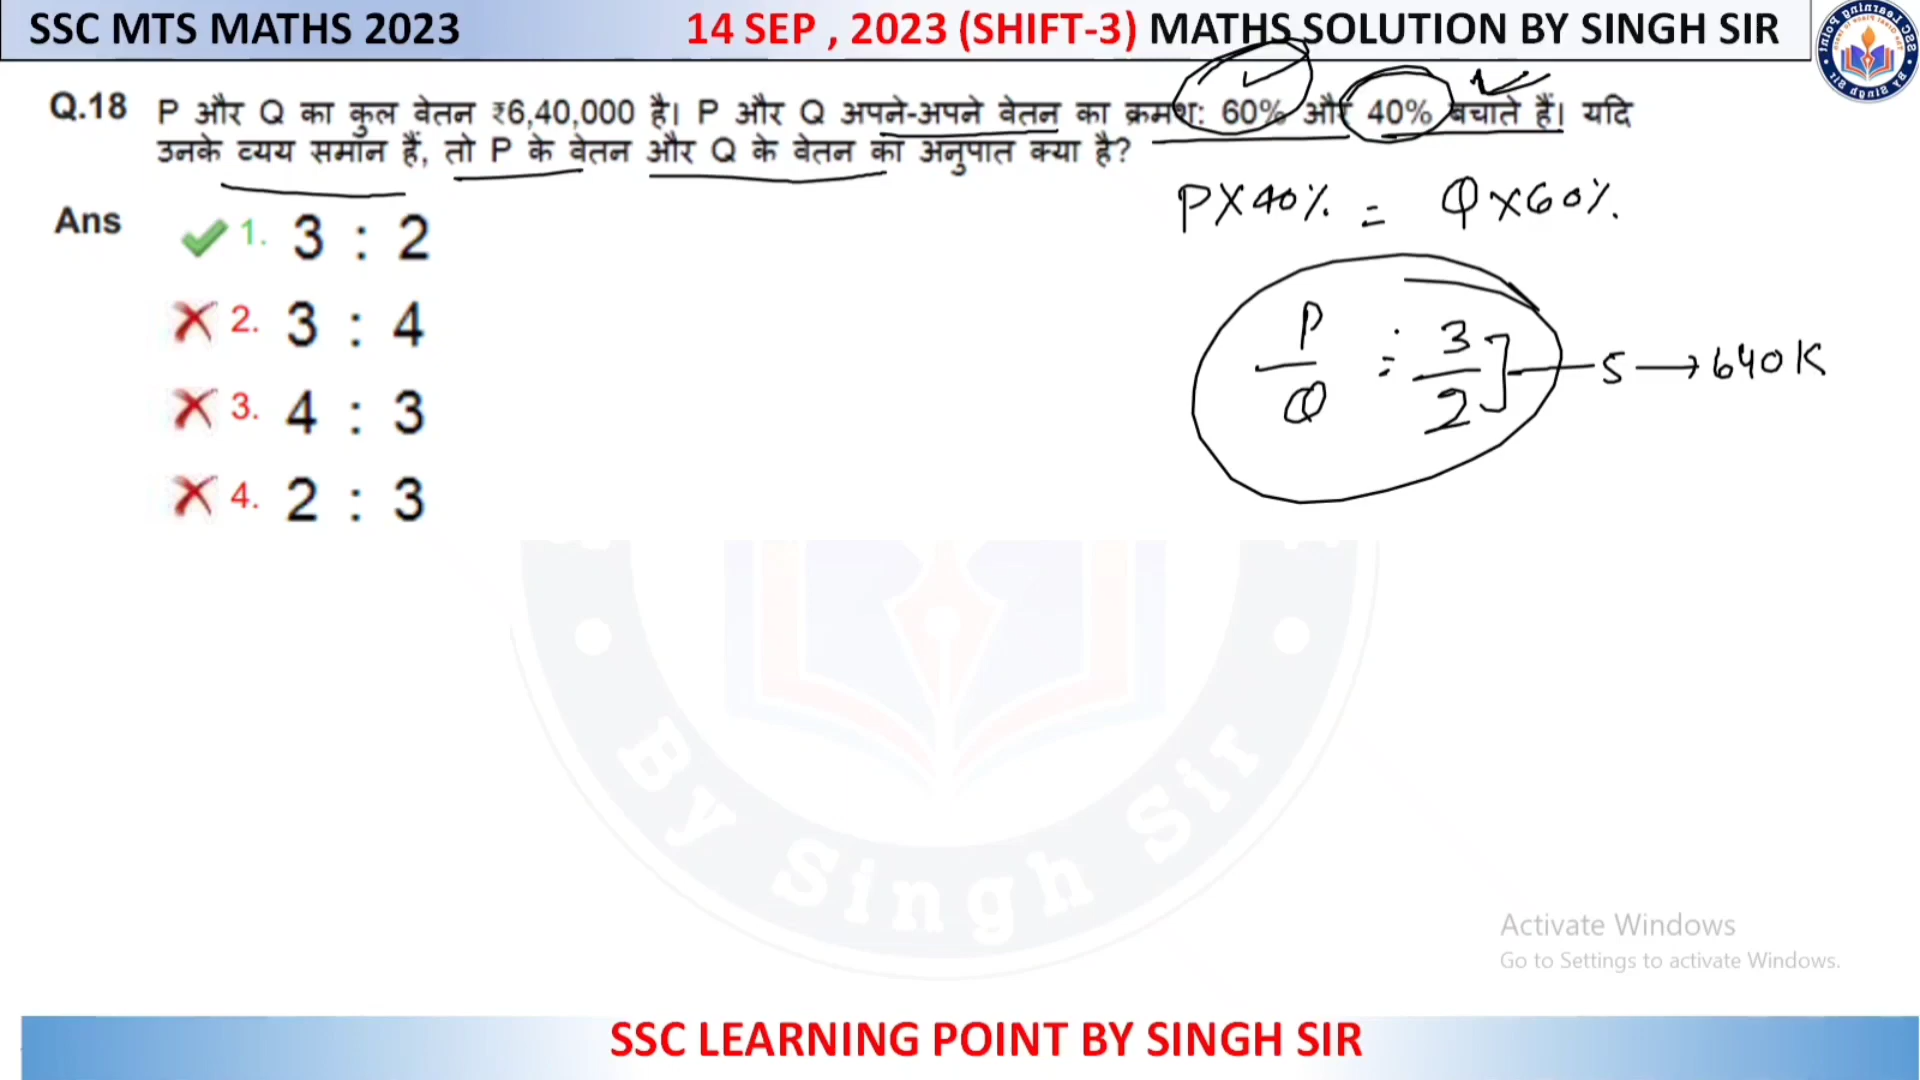 SSC MTS MATHS 2023 14 SEP , 2023 (SHIFT-3) MATHS SOLUTION BY SINGH SIR
Q.18 P और Q का कुल वेतन ₹6,40,000 है। P और Q अपने-अपने वेतन का क्रमश: 60% और 40% बचाते हैं। यदि
उनके व्यय समान हैं, तो P के वेतन और Q के वेतन का अनुपात क्या है?
P X 40% = Q X 60%
Ans
1. 3 : 2
2. 3 : 4
3. 4 : 3
4. 2 : 3
P/Q = 3/2] — 5 → 640K
By Singh Sir
Activate Windows
Go to Settings to activate Windows.
SSC LEARNING POINT BY SINGH SIR